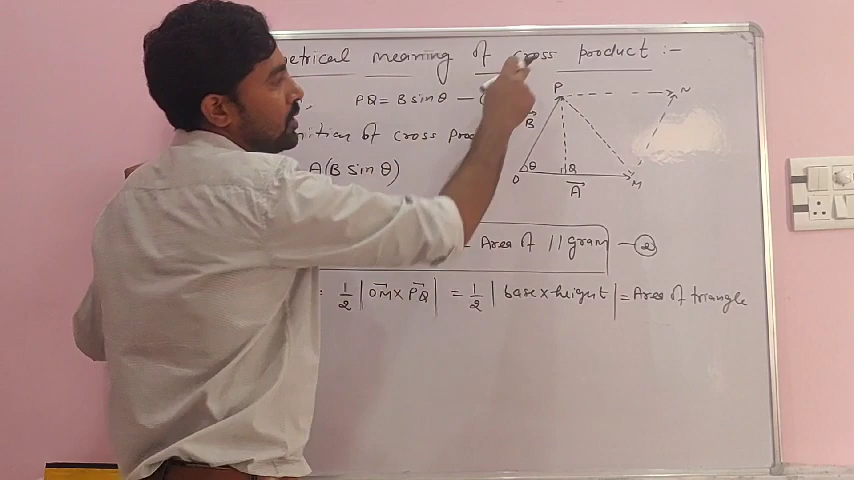 etrical meaning of cross product :-
, PQ = B sinθ —
P N
B→
nition of cross prod
A(B sin θ)
θ Q
O M
A→
= Area of //gram — ②
= 1/2 |OM→ × PQ→| = 1/2 |base × height| = Area of triangle